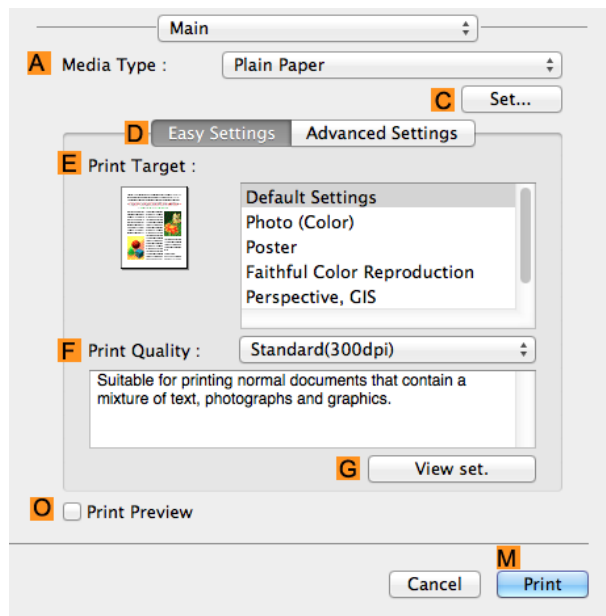 Main
A Media Type : Plain Paper
C Set...
D Easy Settings Advanced Settings
E Print Target :
Default Settings
Photo (Color)
Poster
Faithful Color Reproduction
Perspective, GIS
F Print Quality : Standard(300dpi)
Suitable for printing normal documents that contain a
mixture of text, photographs and graphics.
G View set.
O Print Preview
M
Cancel Print